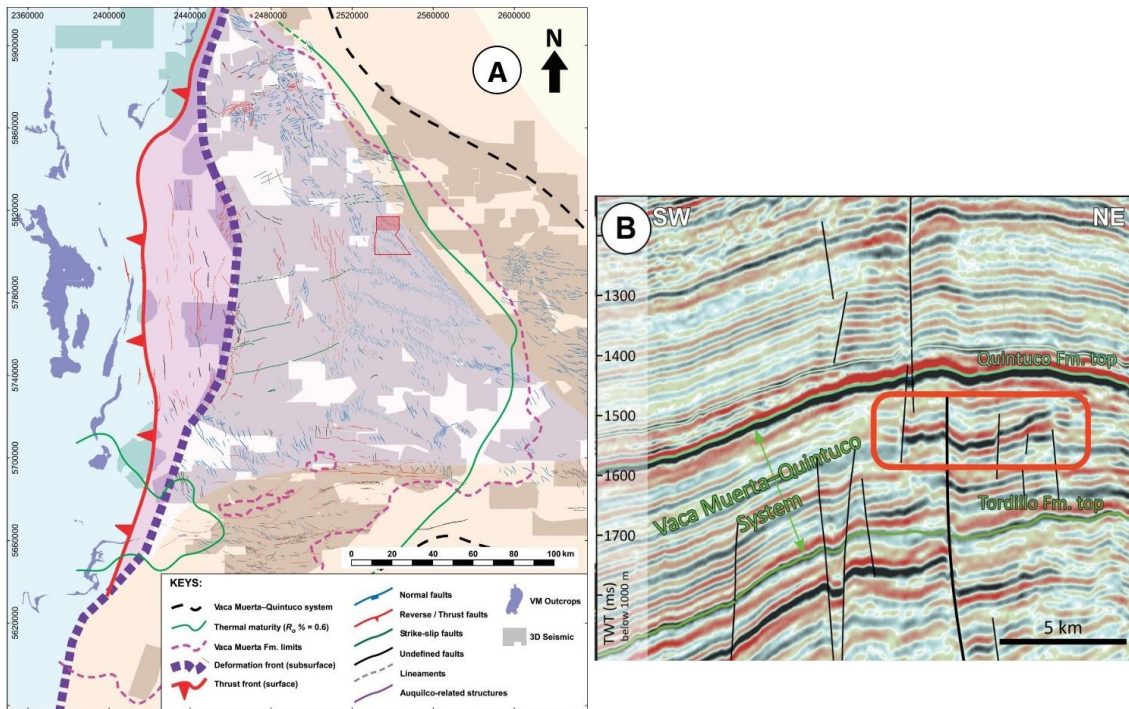 2360000 2400000 2440000 2480000 2520000 2560000 2600000
5900000
5860000
5820000
5780000
5740000
5700000
5660000
5620000
A
N
0 20 40 60 80 100 km
KEYS:
Vaca Muerta–Quintuco system
Thermal maturity (Ro % = 0.6)
Vaca Muerta Fm. limits
Deformation front (subsurface)
Thrust front (surface)
Normal faults
Reverse / Thrust faults
Strike-slip faults
Undefined faults
Lineaments
Auquilco-related structures
VM Outcrops
3D Seismic
B
SW
NE
1300
1400
1500
1600
1700
TWT (ms)
below 1000 m
Quintuco Fm. top
Vaca Muerta–Quintuco
System
Tordillo Fm. top
5 km